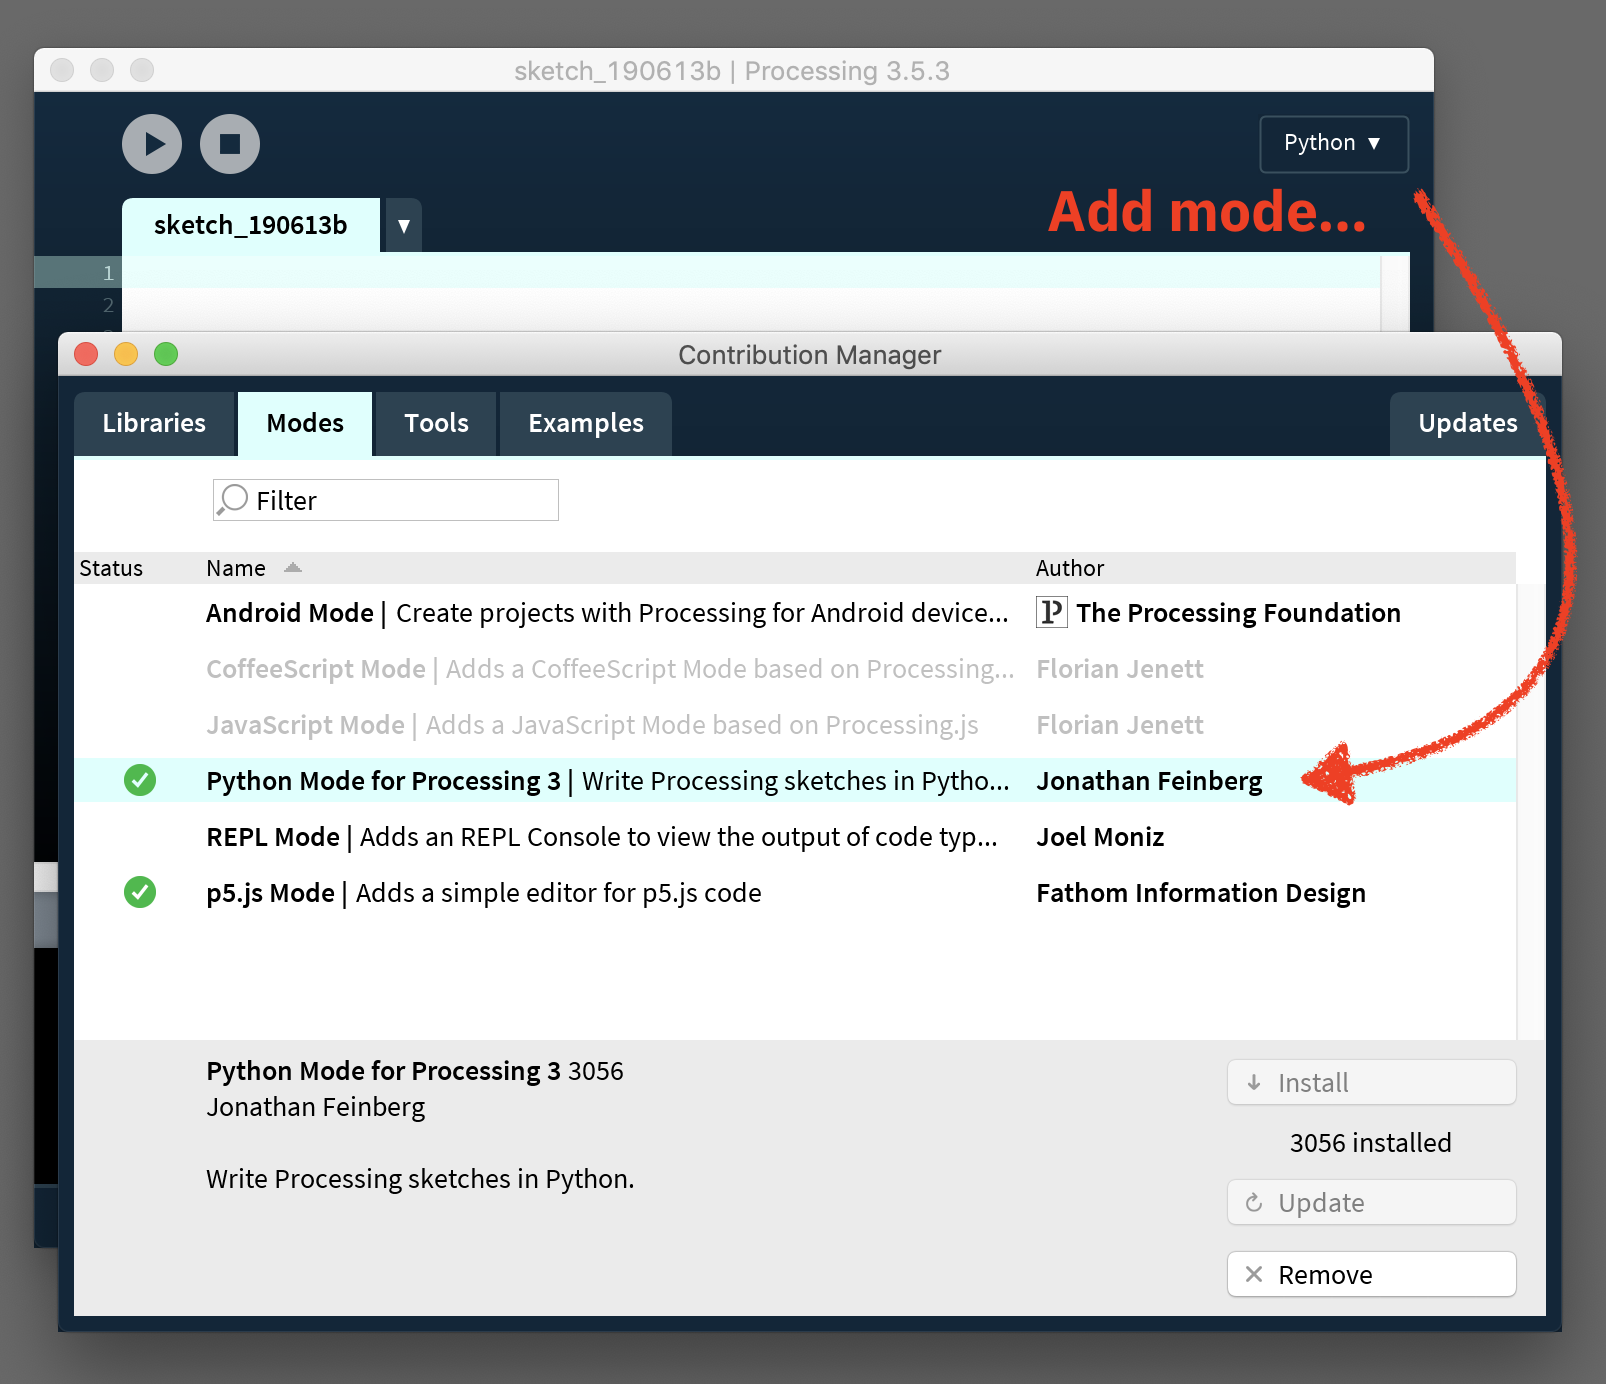 sketch_190613b | Processing 3.5.3
Python ▼
Add mode...
sketch_190613b ▼
1
2
Contribution Manager
Libraries Modes Tools Examples Updates
Filter
Status Name Author
Android Mode | Create projects with Processing for Android device... The Processing Foundation
CoffeeScript Mode | Adds a CoffeeScript Mode based on Processing... Florian Jenett
JavaScript Mode | Adds a JavaScript Mode based on Processing.js Florian Jenett
Python Mode for Processing 3 | Write Processing sketches in Pytho... Jonathan Feinberg
REPL Mode | Adds an REPL Console to view the output of code typ... Joel Moniz
p5.js Mode | Adds a simple editor for p5.js code Fathom Information Design
Python Mode for Processing 3 3056
Jonathan Feinberg
Write Processing sketches in Python.
Install
3056 installed
Update
Remove